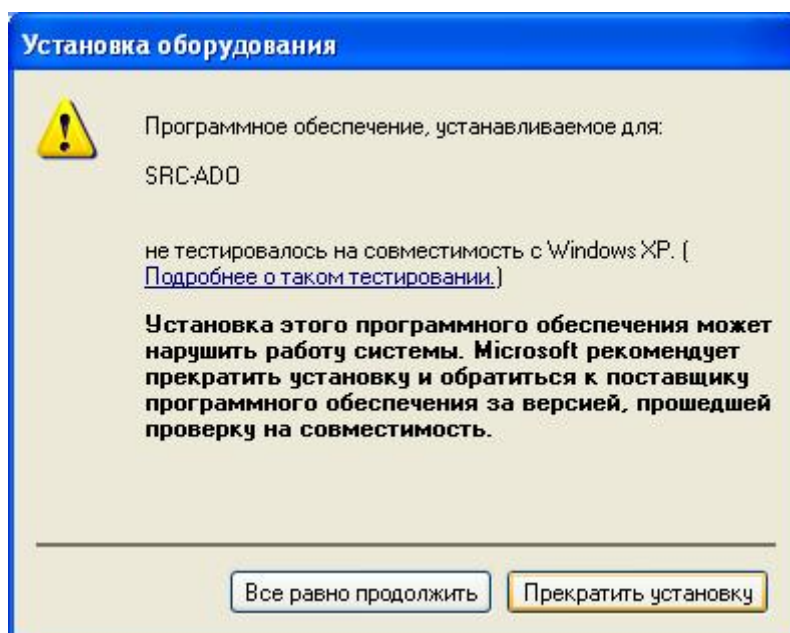 Установка оборудования
Программное обеспечение, устанавливаемое для:
SRC-ADO
не тестировалось на совместимость с Windows XP. (
Подробнее о таком тестировании.)
Установка этого программного обеспечения может
нарушить работу системы. Microsoft рекомендует
прекратить установку и обратиться к поставщику
программного обеспечения за версией, прошедшей
проверку на совместимость.
Все равно продолжить
Прекратить установку